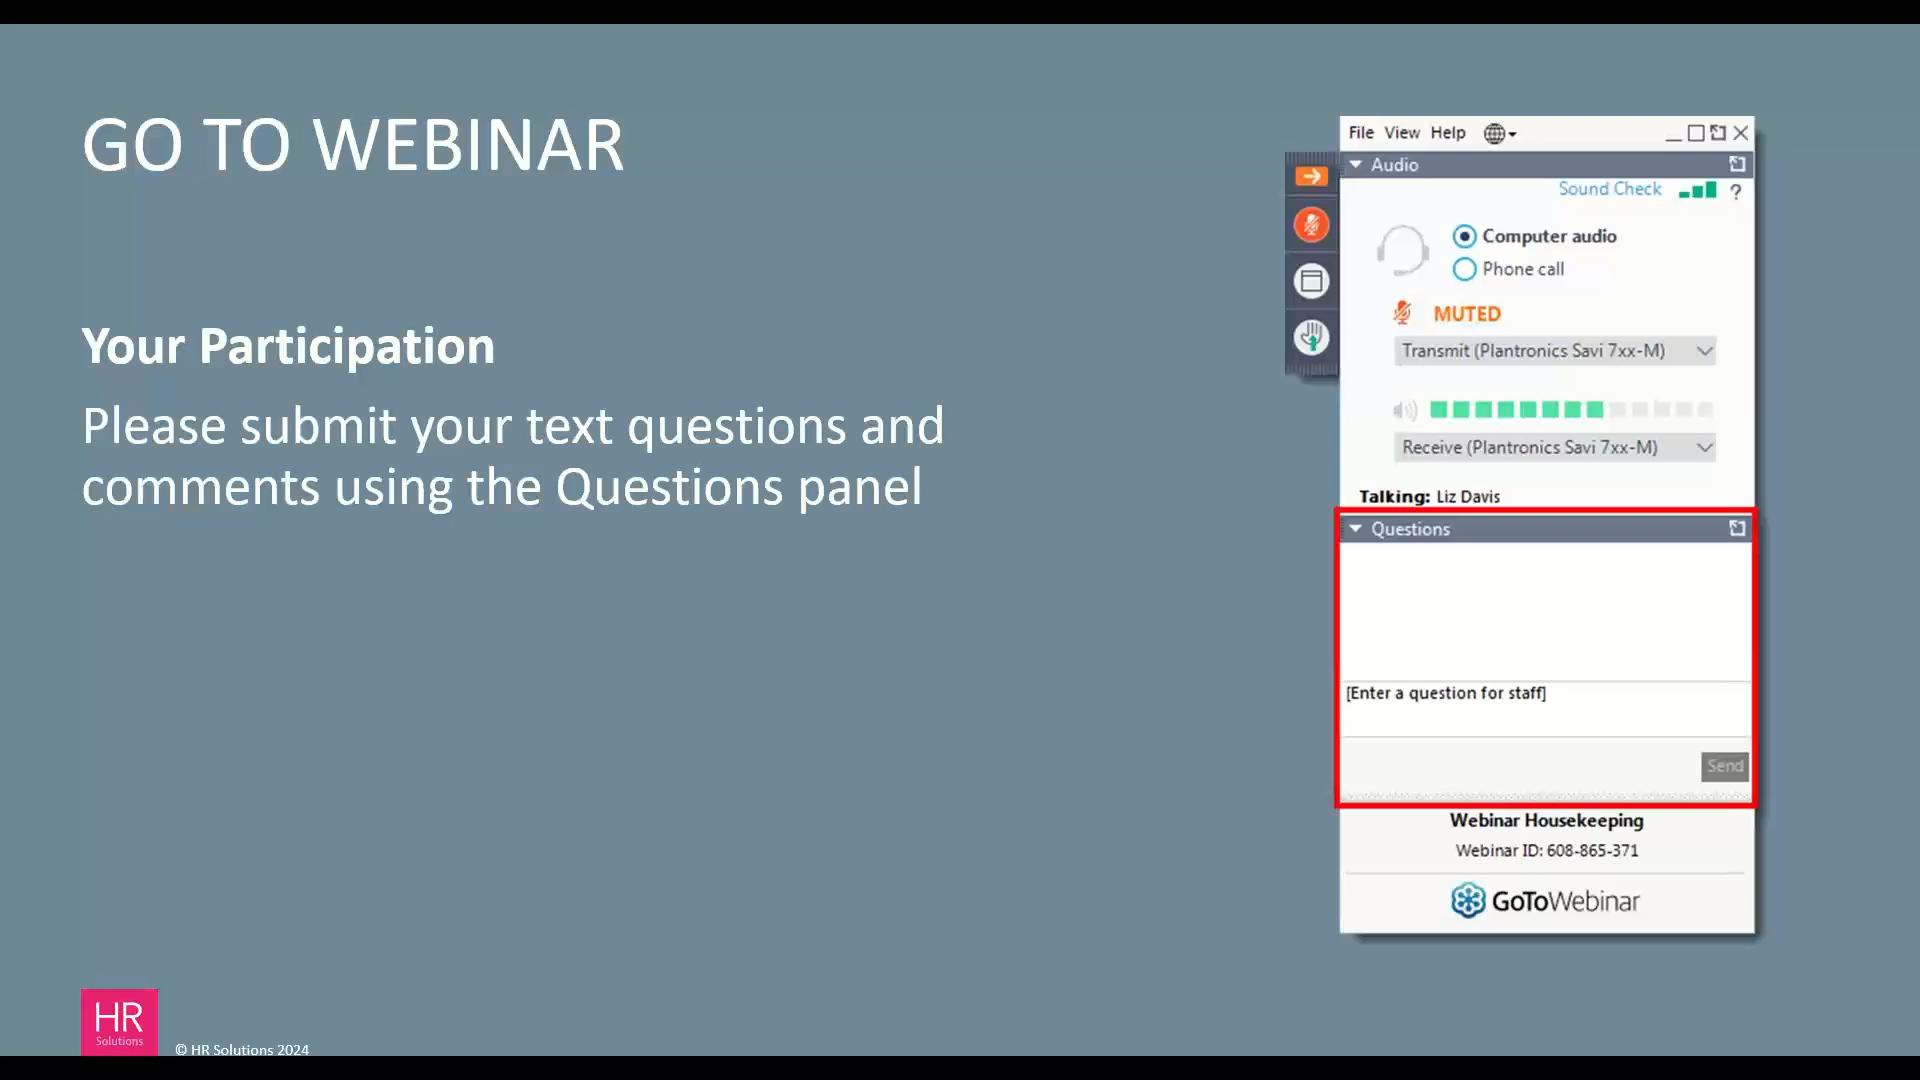 GO TO WEBINAR
Your Participation
Please submit your text questions and
comments using the Questions panel
File View Help
Audio
Sound Check ?
Computer audio
Phone call
MUTED
Transmit (Plantronics Savi 7xx-M)
Receive (Plantronics Savi 7xx-M)
Talking: Liz Davis
Questions
[Enter a question for staff]
Send
Webinar Housekeeping
Webinar ID: 608-865-371
GoToWebinar
HR
Solutions
© HR Solutions 2024